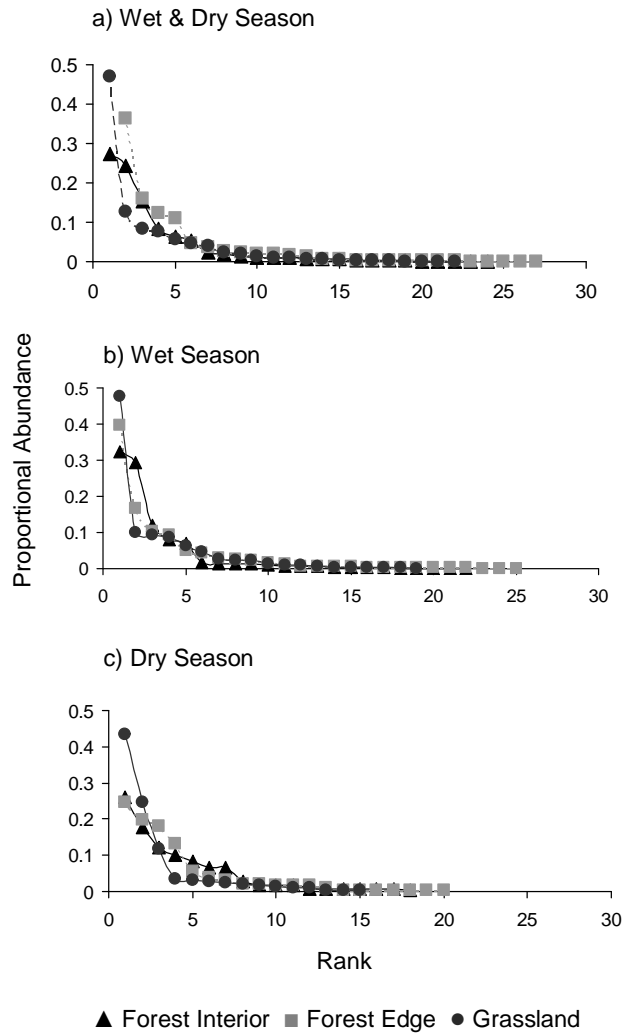 a) Wet & Dry Season
0.5
0.4
0.3
0.2
0.1
0
0 5 10 15 20 25 30
Proportional Abundance
b) Wet Season
0.5
0.4
0.3
0.2
0.1
0
0 5 10 15 20 25 30
c) Dry Season
0.5
0.4
0.3
0.2
0.1
0
0 5 10 15 20 25 30
Rank
Forest Interior Forest Edge Grassland